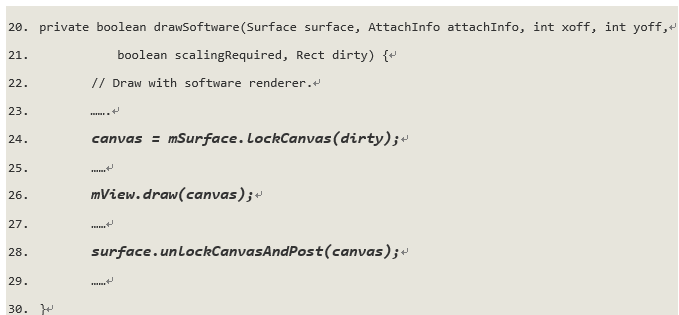 20. private boolean drawSoftware(Surface surface, AttachInfo attachInfo, int xoff, int yoff,↵
21. boolean scalingRequired, Rect dirty) {↵
22. // Draw with software renderer.↵
23. …….↵
24. canvas = mSurface.lockCanvas(dirty);↵
25. ……↵
26. mView.draw(canvas);↵
27. ……↵
28. surface.unlockCanvasAndPost(canvas);↵
29. ……↵
30. }↵